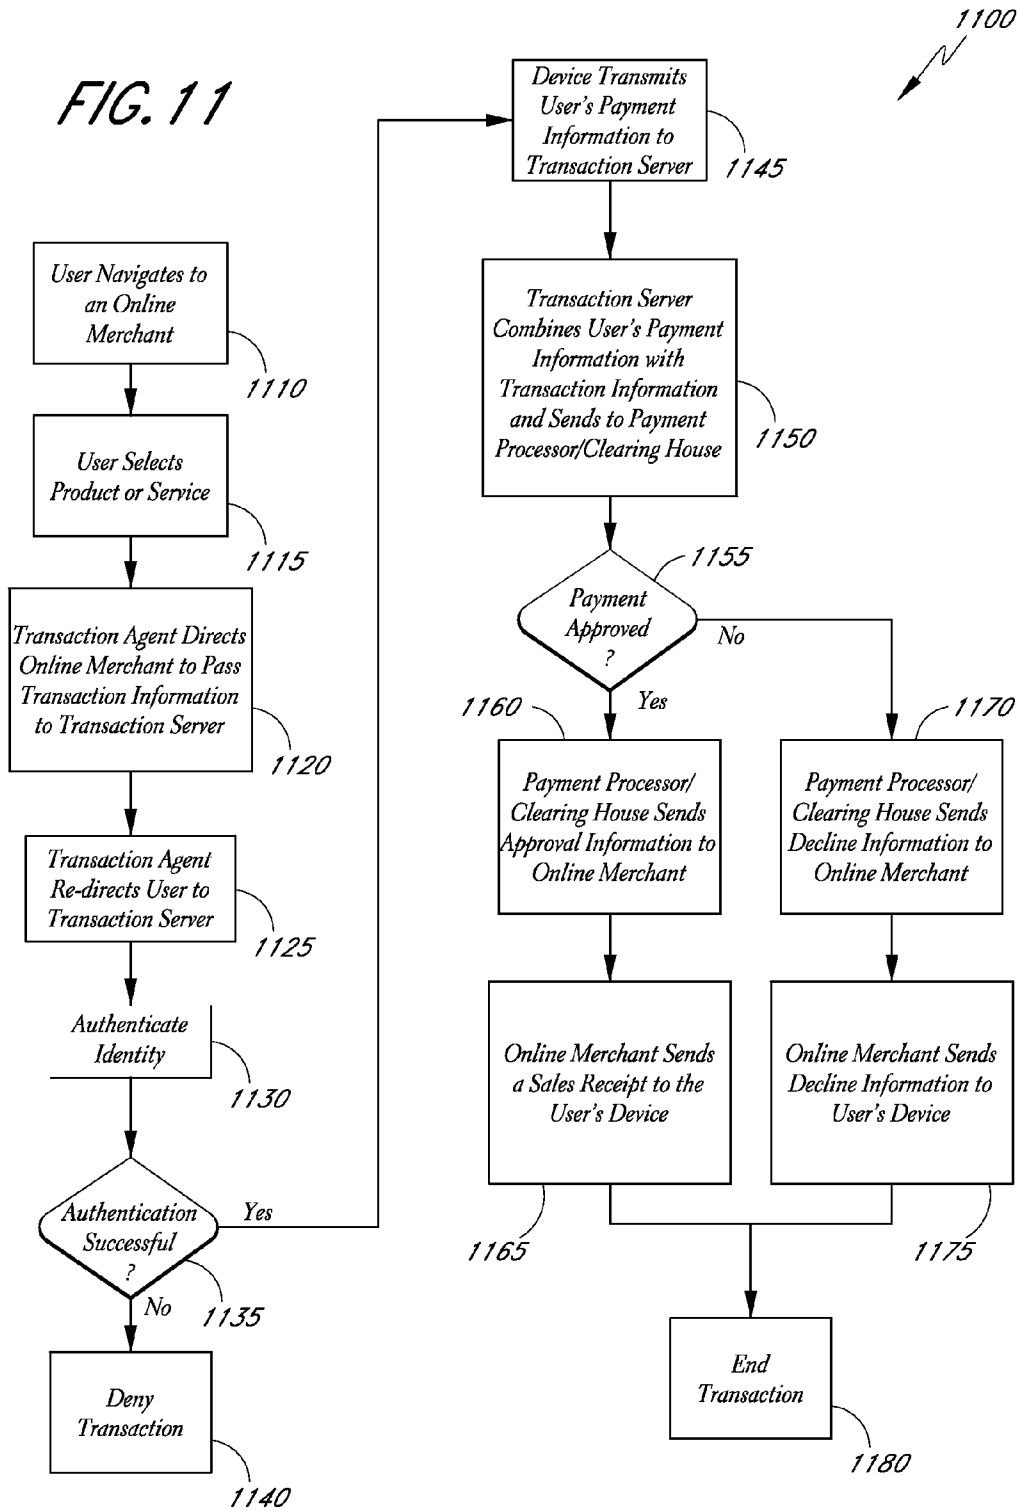 1100
FIG. 11
User Navigates to
an Online
Merchant
1110
User Selects
Product or Service
1115
Transaction Agent Directs
Online Merchant to Pass
Transaction Information
to Transaction Server
1120
Transaction Agent
Re-directs User to
Transaction Server
1125
Authenticate
Identity
1130
Authentication
Successful
?
Yes
1135
No
Deny
Transaction
1140
Device Transmits
User's Payment
Information to
Transaction Server
1145
Transaction Server
Combines User's Payment
Information with
Transaction Information
and Sends to Payment
Processor/Clearing House
1150
1155
Payment
Approved
?
No
Yes
1160
Payment Processor/
Clearing House Sends
Approval Information to
Online Merchant
1170
Payment Processor/
Clearing House Sends
Decline Information to
Online Merchant
Online Merchant Sends
a Sales Receipt to the
User's Device
1165
Online Merchant Sends
Decline Information to
User's Device
1175
End
Transaction
1180